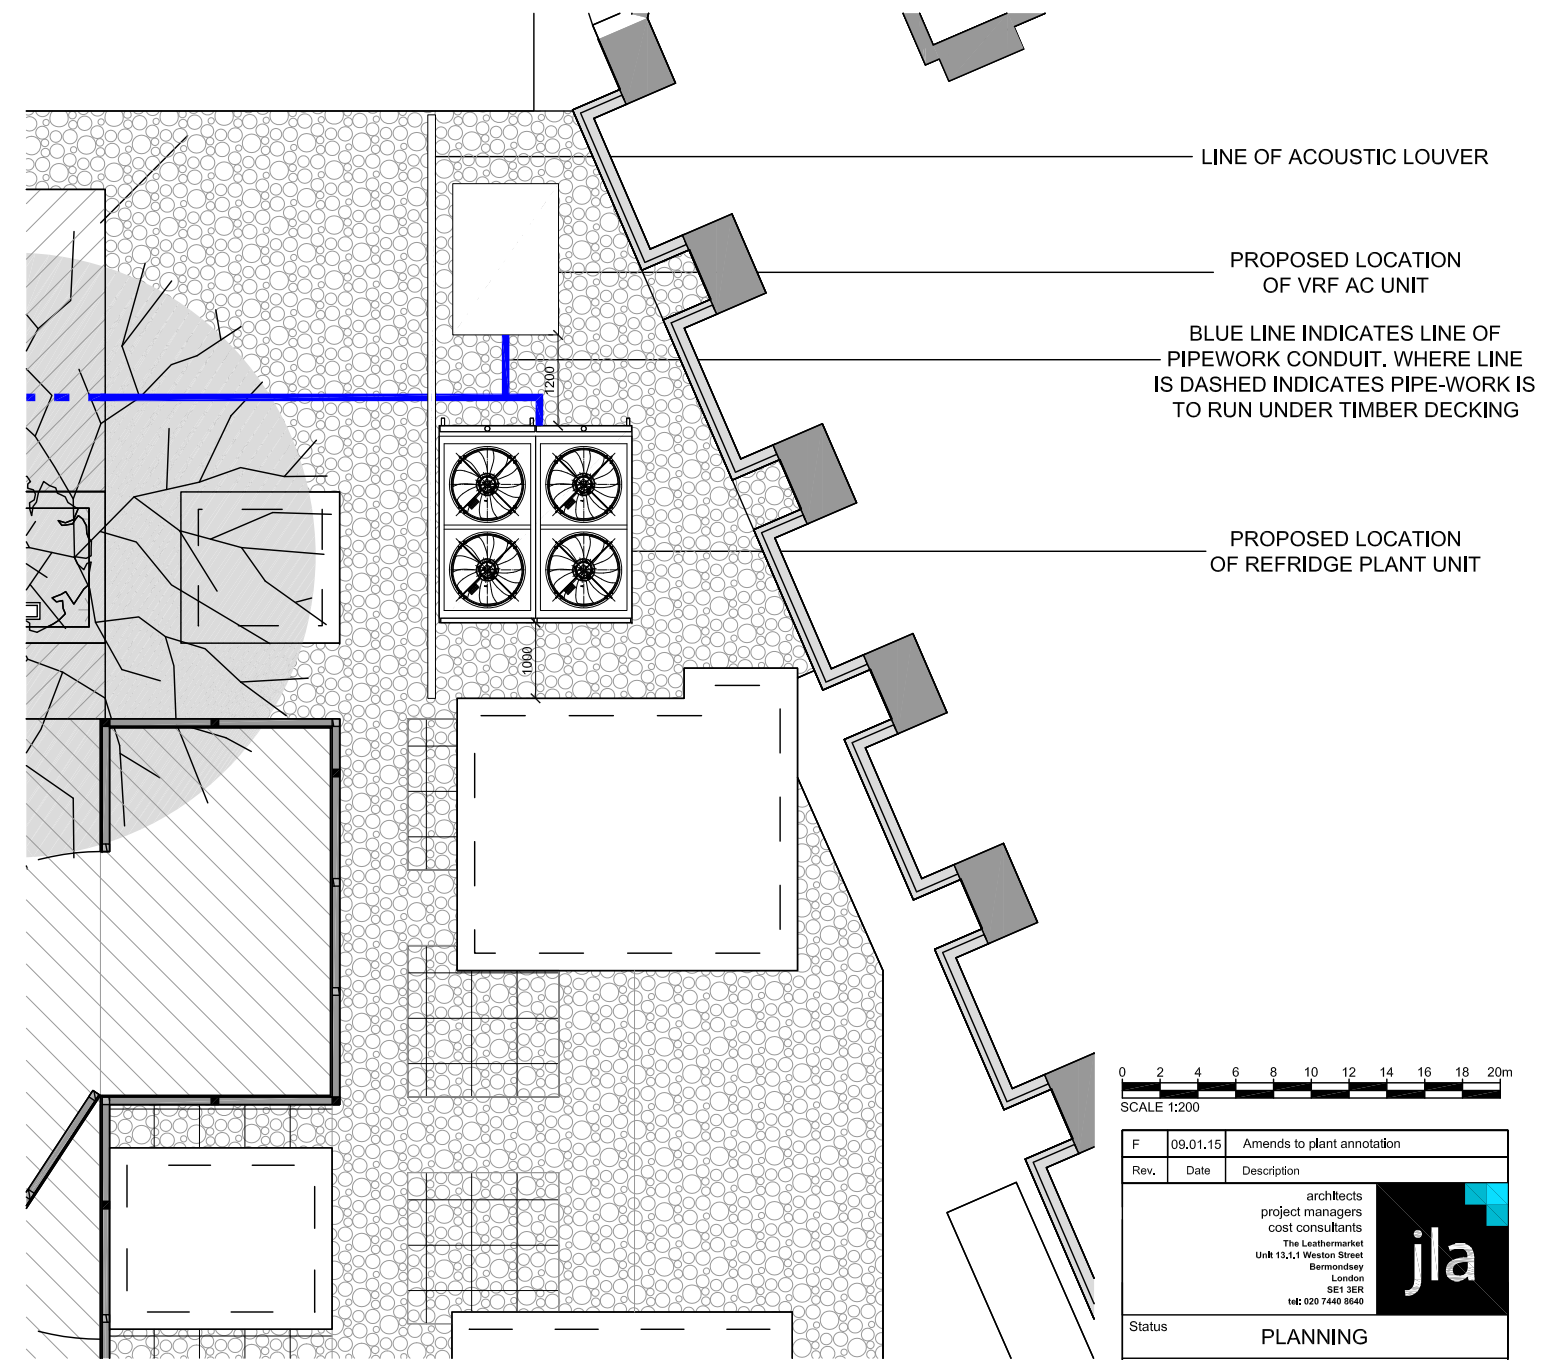 LINE OF ACOUSTIC LOUVER
PROPOSED LOCATION
OF VRF AC UNIT
BLUE LINE INDICATES LINE OF
PIPEWORK CONDUIT. WHERE LINE
IS DASHED INDICATES PIPE-WORK IS
TO RUN UNDER TIMBER DECKING
1200
PROPOSED LOCATION
OF REFRIDGE PLANT UNIT
1000
0 2 4 6 8 10 12 14 16 18 20m
SCALE 1:200
F 09.01.15 Amends to plant annotation
Rev. Date Description
architects
project managers
cost consultants
The Leathermarket
Unit 13.1.1 Weston Street
Bermondsey
London
SE1 3ER
tel: 020 7440 8640
jla
Status
PLANNING